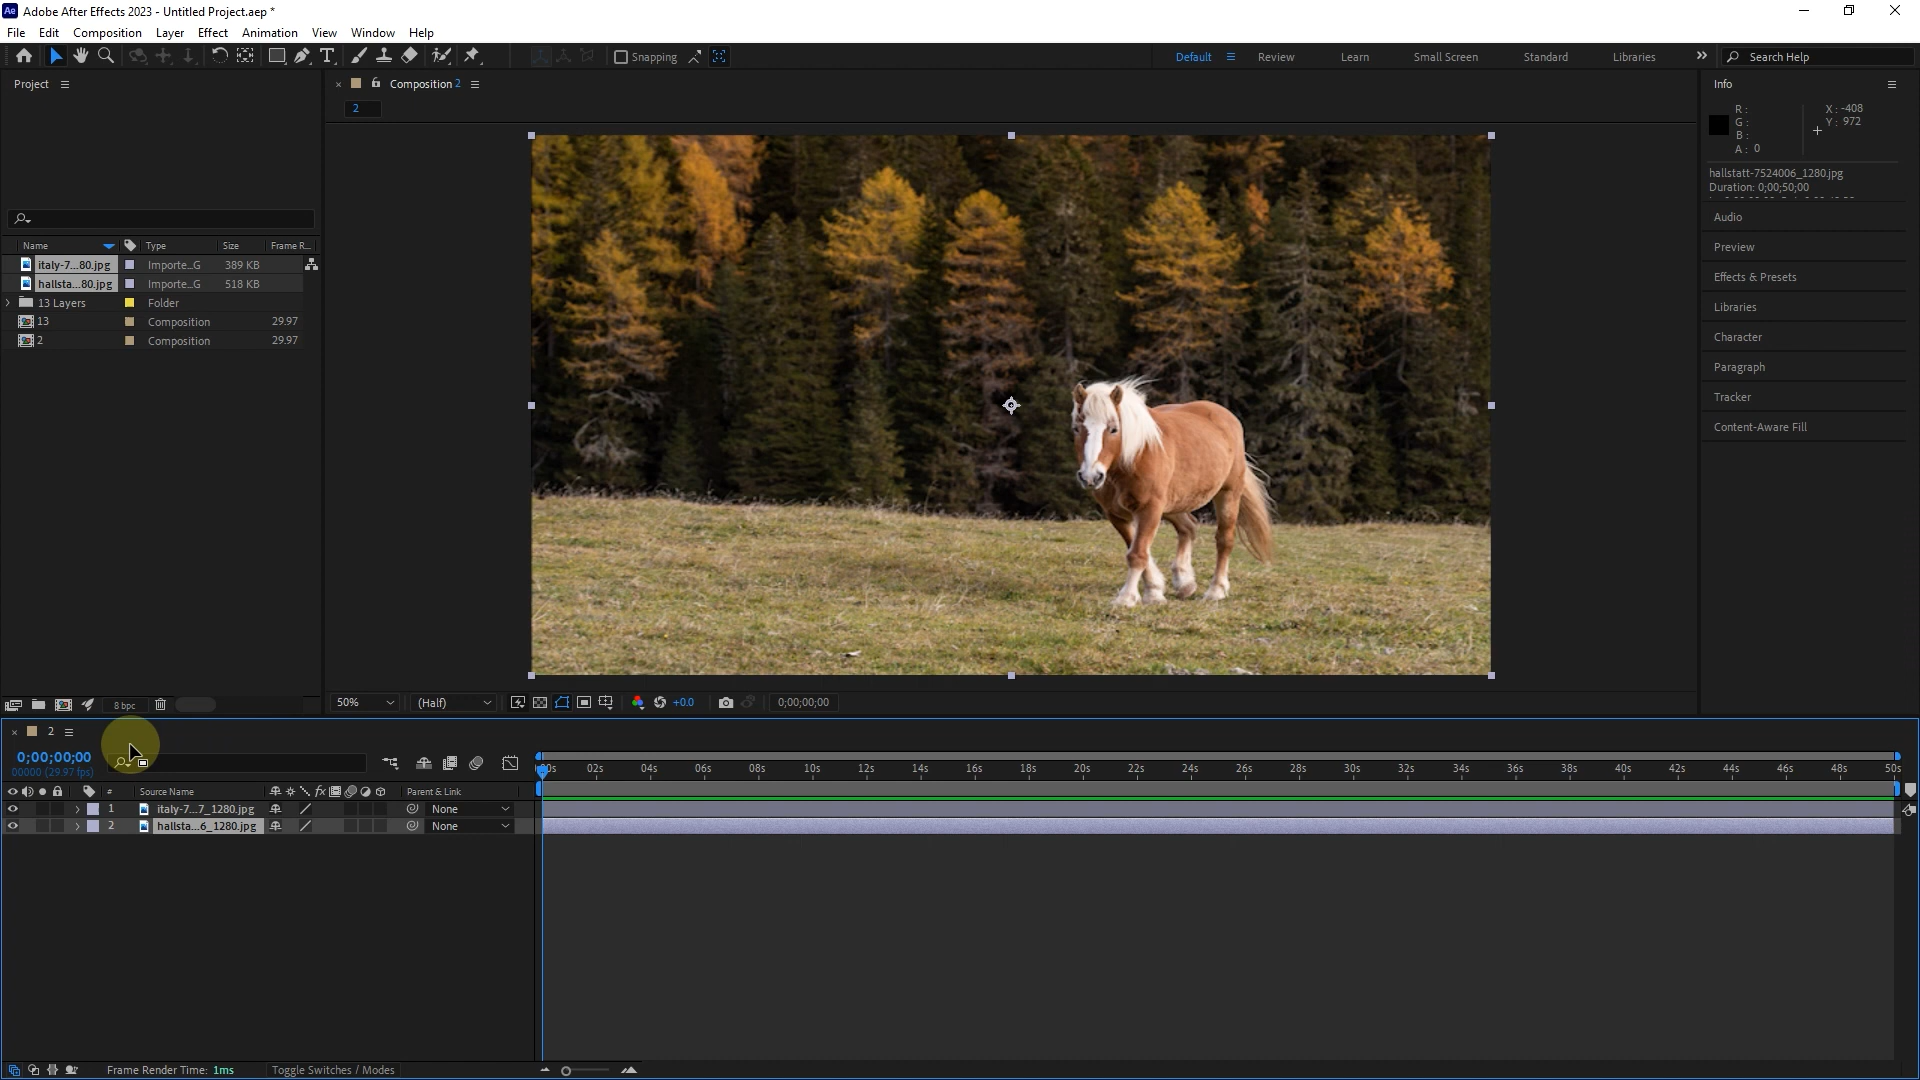 Ae Adobe After Effects 2023 - Untitled Project.aep *
File Edit Composition Layer Effect Animation View Window Help
Snapping Default Review Learn Small Screen Standard Libraries Search Help
Project
Composition 2
2
Info
R: X: -408
G: Y: 972
B:
A: 0
hallstatt-7524006_1280.jpg
Duration: 0;00;50;00
Audio
Preview
Effects & Presets
Libraries
Character
Paragraph
Tracker
Content-Aware Fill
Name Type Size Frame R...
italy-7...80.jpg Importe...G 389 KB
hallsta...80.jpg Importe...G 518 KB
13 Layers Folder
13 Composition 29.97
2 Composition 29.97
8 bpc
50% (Half) +0.0 0;00;00;00
2
0;00;00;00
00000 (29.97 fps)
02s 04s 06s 08s 10s 12s 14s 16s 18s 20s 22s 24s 26s 28s 30s 32s 34s 36s 38s 40s 42s 44s 46s 48s 50s
# Source Name fx Parent & Link
1 italy-7...7_1280.jpg None
2 hallsta...6_1280.jpg None
Frame Render Time: 1ms Toggle Switches / Modes